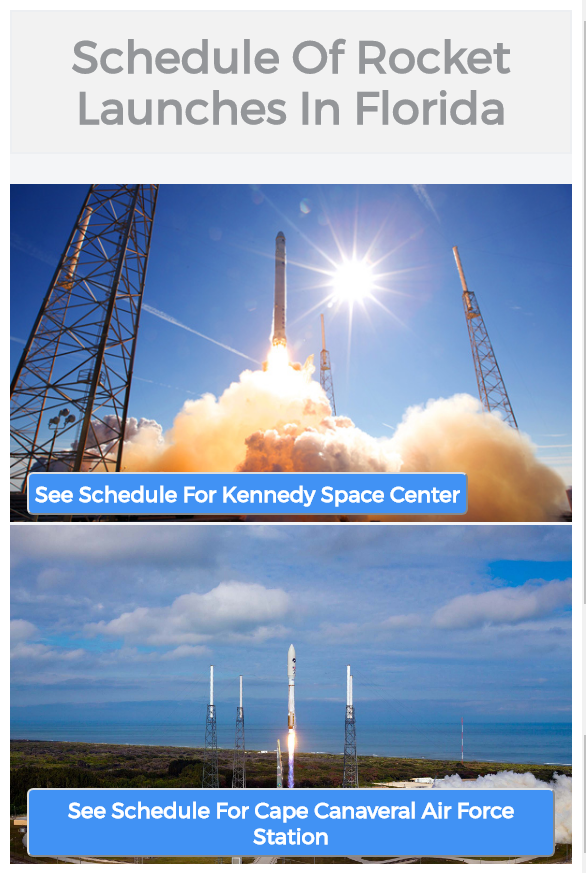 Schedule Of Rocket
Launches In Florida
See Schedule For Kennedy Space Center
See Schedule For Cape Canaveral Air Force
Station